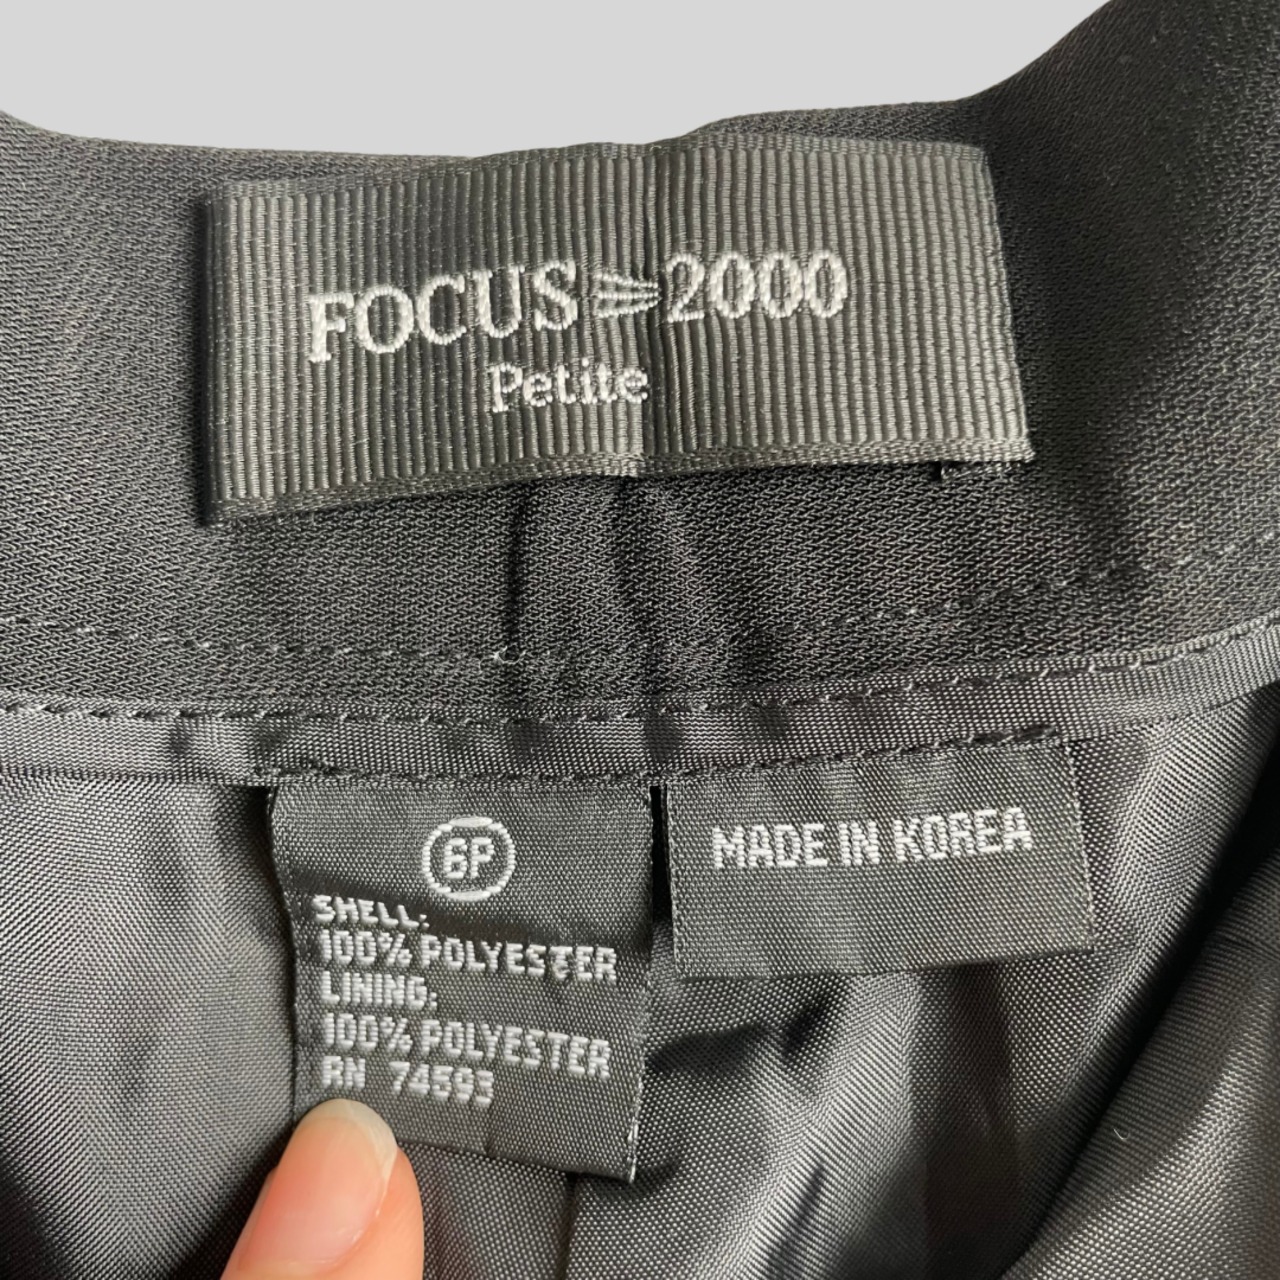 FOCUS 2000
Petite
6P
SHELL:
100% POLYESTER
LINING:
100% POLYESTER
RN 74593
MADE IN KOREA